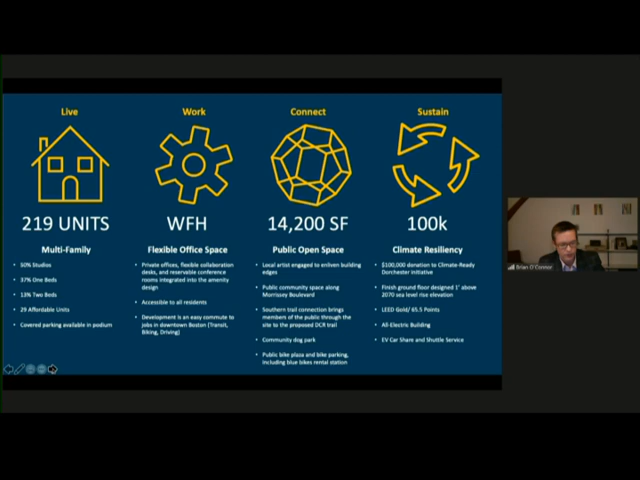 Live
219 UNITS
Multi-Family
• 50% Studios
• 37% One Beds
• 13% Two Beds
• 29 Affordable Units
• Covered parking available in podium
Work
WFH
Flexible Office Space
• Private offices, flexible collaboration
desks, and reservable conference
rooms integrated into the amenity
design
• Accessible to all residents
• Development is an easy commute to
jobs in downtown Boston (Transit,
Biking, Driving)
Connect
14,200 SF
Public Open Space
• Local artist engaged to enliven building
edges
• Public community space along
Morrissey Boulevard
• Southern trail connection brings
members of the public through the
site to the proposed DCR trail
• Community dog park
• Public bike plaza and bike parking,
including blue bikes rental station
Sustain
100k
Climate Resiliency
• $100,000 donation to Climate-Ready
Dorchester Initiative
• Finish ground floor designed 1' above
2070 sea level rise elevation
• LEED Gold/ 65.5 Points
• All-Electric Building
• EV Car Share and Shuttle Service
Brian O'Connor